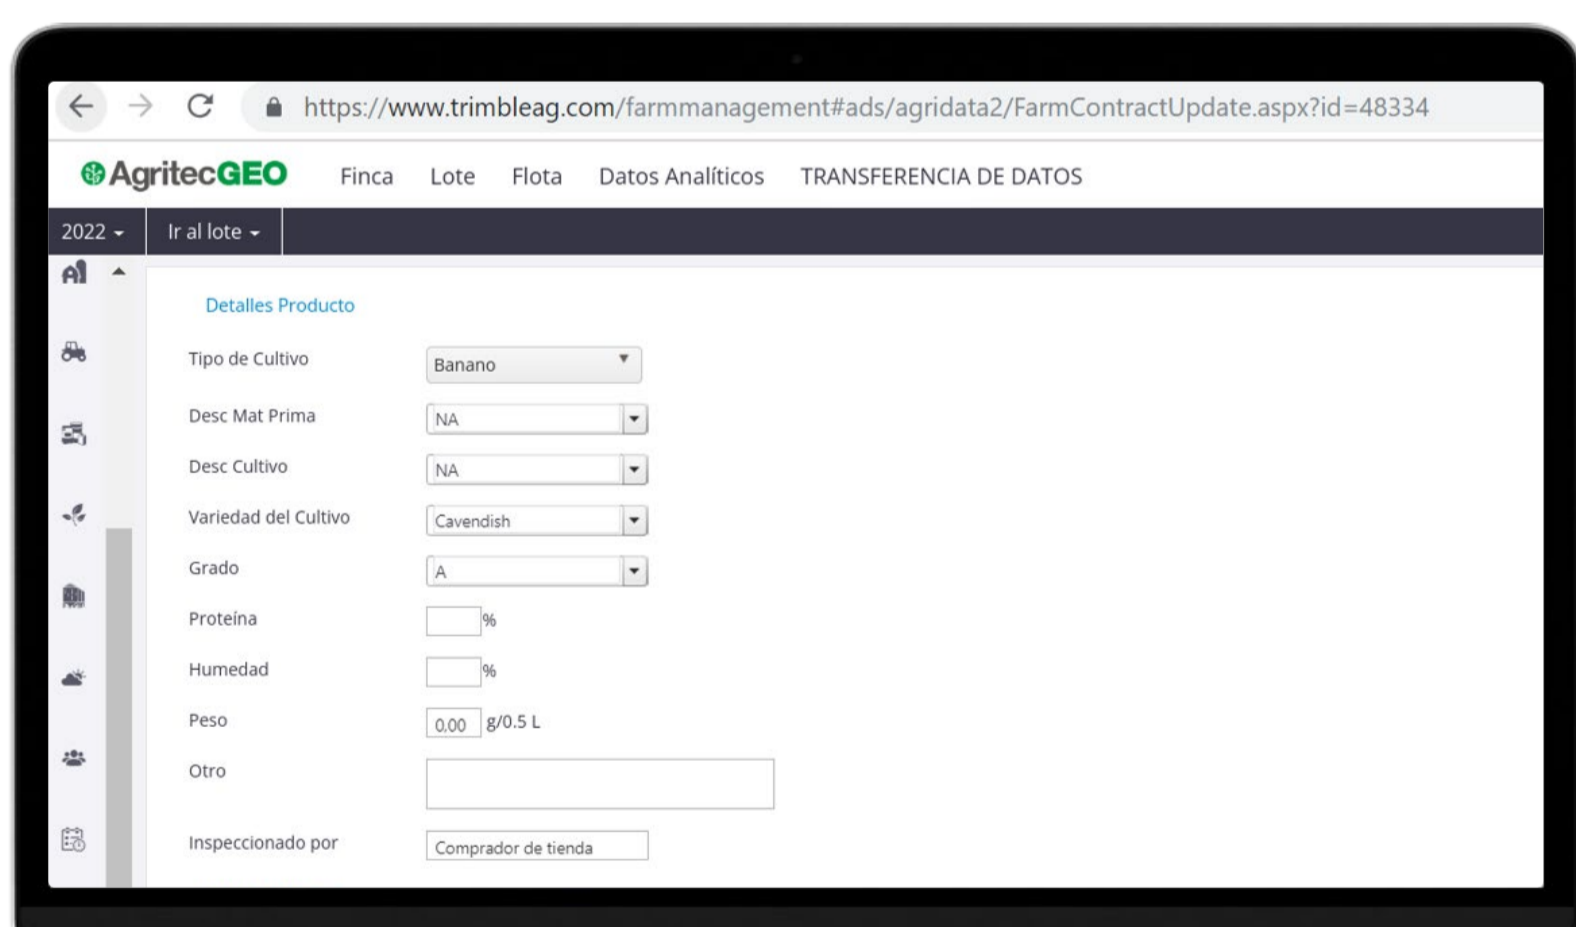 https://www.trimbleag.com/farmmanagement#ads/agridata2/FarmContractUpdate.aspx?id=48334
AgritecGEO Finca Lote Flota Datos Analíticos TRANSFERENCIA DE DATOS
2022 Ir al lote
Detalles Producto
Tipo de Cultivo Banano
Desc Mat Prima NA
Desc Cultivo NA
Variedad del Cultivo Cavendish
Grado A
Proteína %
Humedad %
Peso 0,00 g/0.5 L
Otro
Inspeccionado por Comprador de tienda